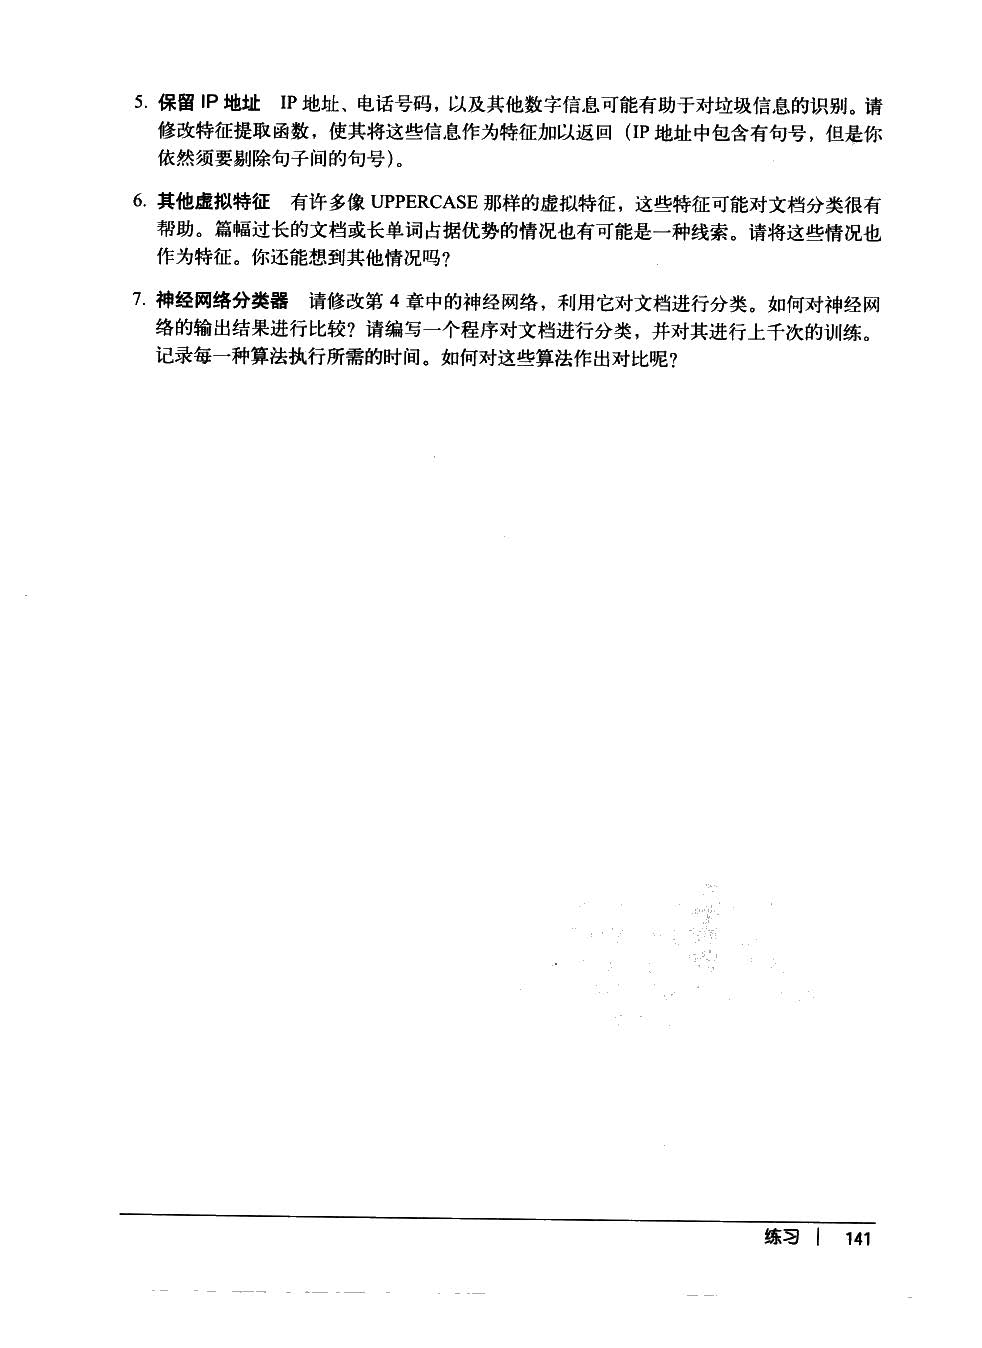 5. 保留 IP 地址 IP 地址、电话号码，以及其他数字信息可能有助于对垃圾信息的识别。请
修改特征提取函数，使其将这些信息作为特征加以返回（IP 地址中包含有句号，但是你
依然须要剔除句子间的句号）。
6. 其他虚拟特征 有许多像 UPPERCASE 那样的虚拟特征，这些特征可能对文档分类很有
帮助。篇幅过长的文档或长单词占据优势的情况也有可能是一种线索。请将这些情况也
作为特征。你还能想到其他情况吗？
7. 神经网络分类器 请修改第 4 章中的神经网络，利用它对文档进行分类。如何对神经网
络的输出结果进行比较？请编写一个程序对文档进行分类，并对其进行上千次的训练。
记录每一种算法执行所需的时间。如何对这些算法作出对比呢？
练习 | 141